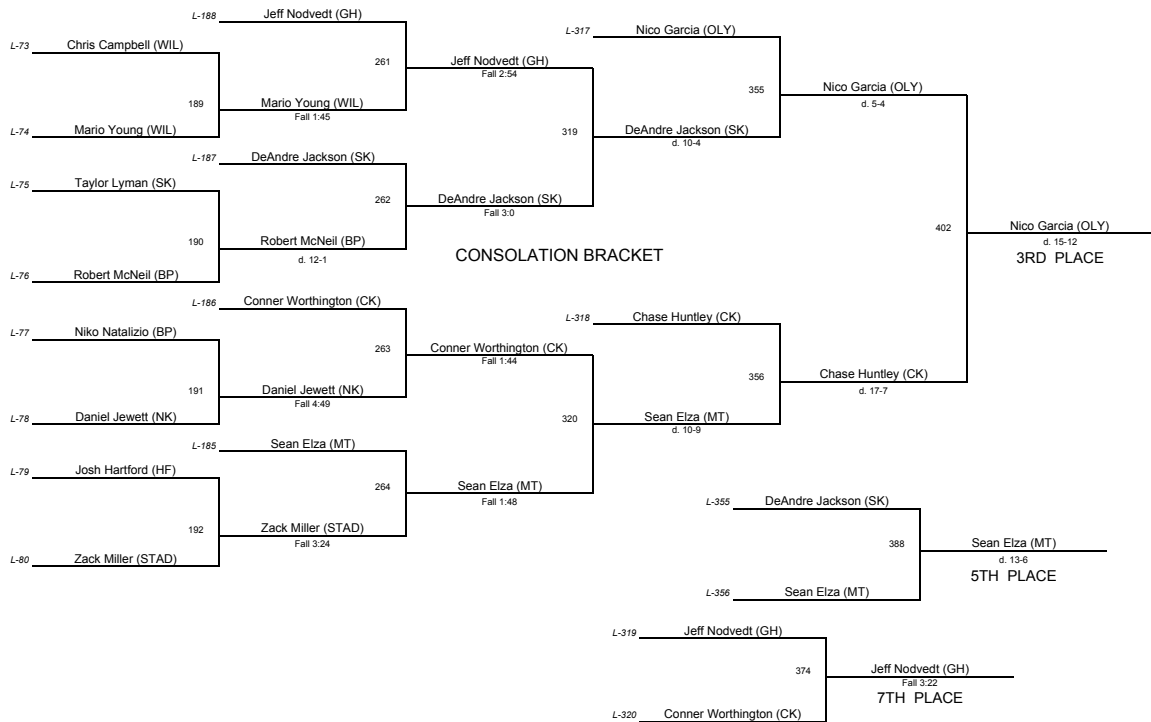 L-188 Jeff Nodvedt (GH)
L-73 Chris Campbell (WIL)
261
Jeff Nodvedt (GH)
Fall 2:54
189
Mario Young (WIL)
Fall 1:45
L-74 Mario Young (WIL)
319
DeAndre Jackson (SK)
d. 10-4
L-187 DeAndre Jackson (SK)
L-75 Taylor Lyman (SK)
262
DeAndre Jackson (SK)
Fall 3:0
190
Robert McNeil (BP)
d. 12-1
L-76 Robert McNeil (BP)
CONSOLATION BRACKET
L-317 Nico Garcia (OLY)
355
Nico Garcia (OLY)
d. 5-4
402
Nico Garcia (OLY)
d. 15-12
3RD PLACE
L-186 Conner Worthington (CK)
L-77 Niko Natalizio (BP)
263
Conner Worthington (CK)
Fall 1:44
191
Daniel Jewett (NK)
Fall 4:49
L-78 Daniel Jewett (NK)
320
Sean Elza (MT)
d. 10-9
L-185 Sean Elza (MT)
L-79 Josh Hartford (HF)
264
Sean Elza (MT)
Fall 1:48
192
Zack Miller (STAD)
Fall 3:24
L-80 Zack Miller (STAD)
L-318 Chase Huntley (CK)
356
Chase Huntley (CK)
d. 17-7
L-355 DeAndre Jackson (SK)
388
Sean Elza (MT)
d. 13-6
5TH PLACE
L-356 Sean Elza (MT)
L-319 Jeff Nodvedt (GH)
374
Jeff Nodvedt (GH)
Fall 3:22
7TH PLACE
L-320 Conner Worthington (CK)